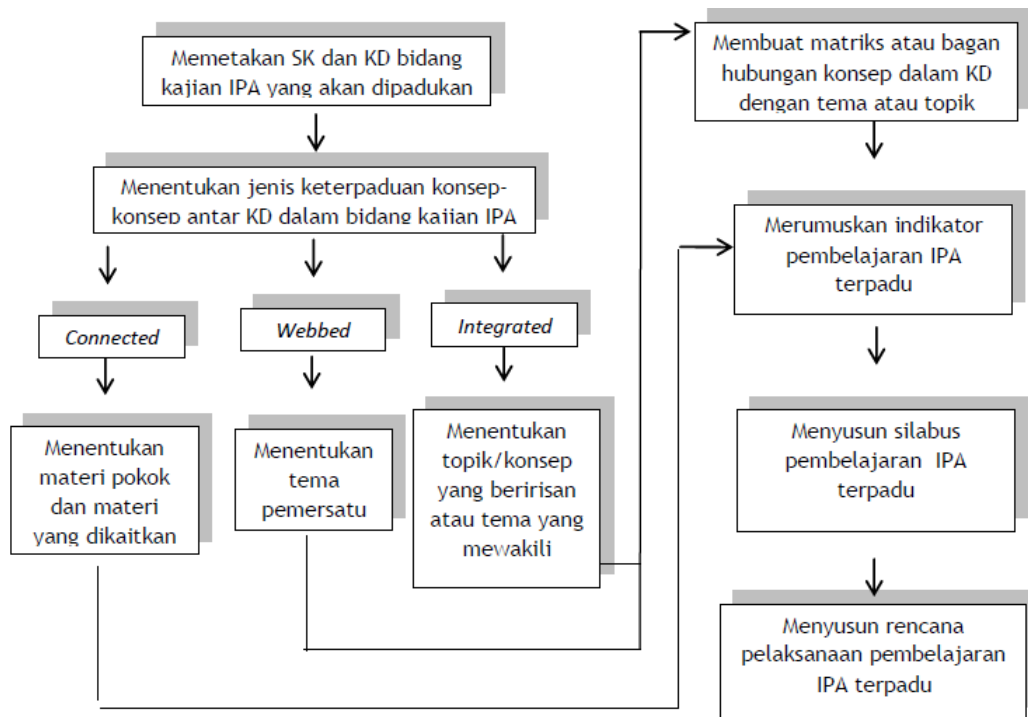 Memetakan SK dan KD bidang
kajian IPA yang akan dipadukan
Menentukan jenis keterpaduan konsep-
konsep antar KD dalam bidang kajian IPA
Connected
Webbed
Integrated
Menentukan
materi pokok
dan materi
yang dikaitkan
Menentukan
tema
pemersatu
Menentukan
topik/konsep
yang beririsan
atau tema yang
mewakili
Membuat matriks atau bagan
hubungan konsep dalam KD
dengan tema atau topik
Merumuskan indikator
pembelajaran IPA
terpadu
Menyusun silabus
pembelajaran IPA
terpadu
Menyusun rencana
pelaksanaan pembelajaran
IPA terpadu